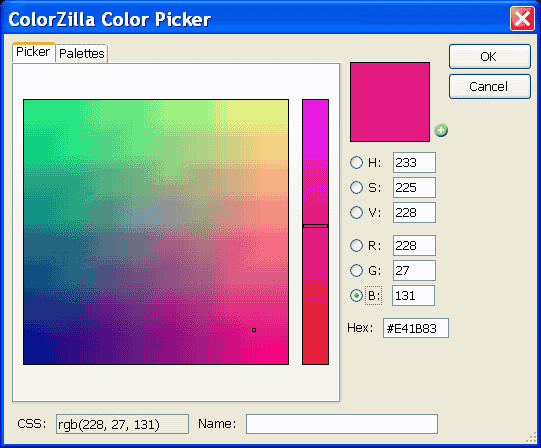 ColorZilla Color Picker
Picker Palettes
OK
Cancel
H: 233
S: 225
V: 228
R: 228
G: 27
B: 131
Hex: #E41B83
CSS: rgb(228, 27, 131) Name: